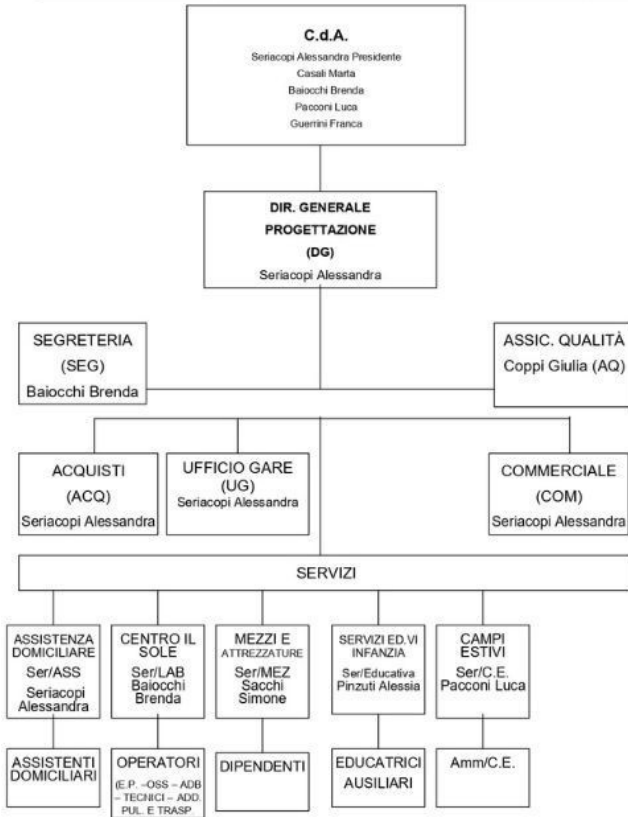 C.d.A.
Seriacopi Alessandra Presidente
Casali Marta
Baiocchi Brenda
Pacconi Luca
Guerrini Franca
DIR. GENERALE
PROGETTAZIONE
(DG)
Seriacopi Alessandra
SEGRETERIA
(SEG)
Baiocchi Brenda
ASSIC. QUALITÀ
Coppi Giulia (AQ)
ACQUISTI
(ACQ)
Seriacopi Alessandra
UFFICIO GARE
(UG)
Seriacopi Alessandra
COMMERCIALE
(COM)
Seriacopi Alessandra
SERVIZI
ASSISTENZA
DOMICILIARE
Ser/ASS
Seriacopi
Alessandra
CENTRO IL
SOLE
Ser/LAB
Baiocchi
Brenda
MEZZI E
ATTREZZATURE
Ser/MEZ
Sacchi
Simone
SERVIZI ED.VI
INFANZIA
Ser/Educativa
Pinzuti Alessia
CAMPI
ESTIVI
Ser/C.E.
Pacconi Luca
ASSISTENTI
DOMICILIARI
OPERATORI
(E.P. –OSS – ADB
– TECNICI – ADD.
PUL. E TRASP.
DIPENDENTI
EDUCATRICI
AUSILIARI
Amm/C.E.